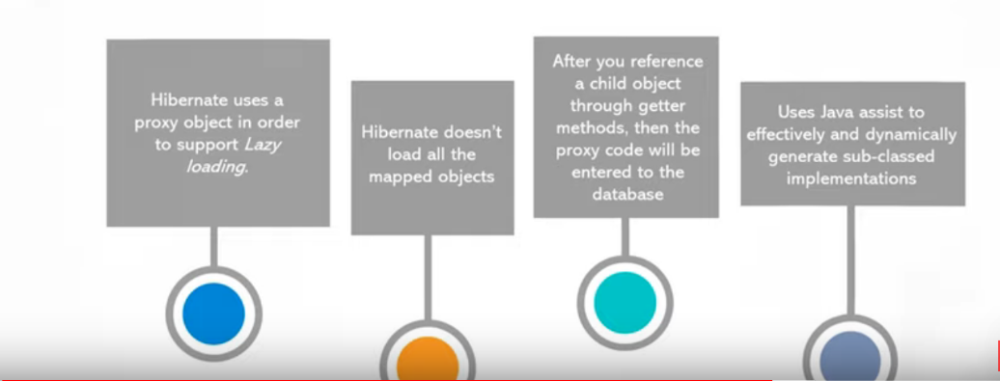 Hibernate uses a
proxy object in order
to support Lazy
loading.
Hibernate doesn't
load all the
mapped objects
After you reference
a child object
through getter
methods, then the
proxy code will be
entered to the
database
Uses Java assist to
effectively and dynamically
generate sub-classed
implementations